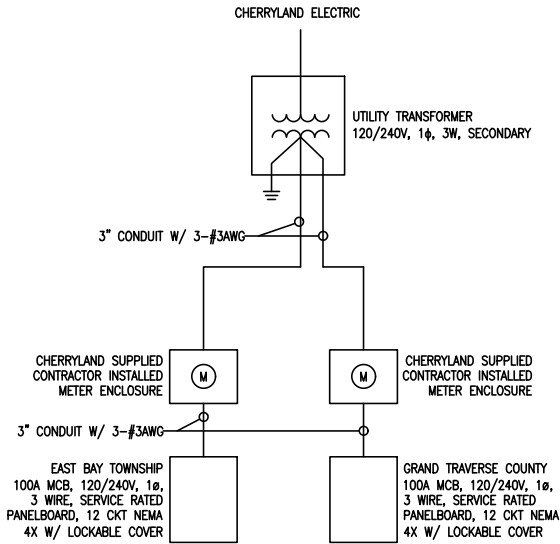 CHERRYLAND ELECTRIC
UTILITY TRANSFORMER
120/240V, 1ϕ, 3W, SECONDARY
3" CONDUIT W/ 3-#3AWG
CHERRYLAND SUPPLIED
CONTRACTOR INSTALLED
METER ENCLOSURE
M
M
CHERRYLAND SUPPLIED
CONTRACTOR INSTALLED
METER ENCLOSURE
3" CONDUIT W/ 3-#3AWG
EAST BAY TOWNSHIP
100A MCB, 120/240V, 1ø,
3 WIRE, SERVICE RATED
PANELBOARD, 12 CKT NEMA
4X W/ LOCKABLE COVER
GRAND TRAVERSE COUNTY
100A MCB, 120/240V, 1ø,
3 WIRE, SERVICE RATED
PANELBOARD, 12 CKT NEMA
4X W/ LOCKABLE COVER